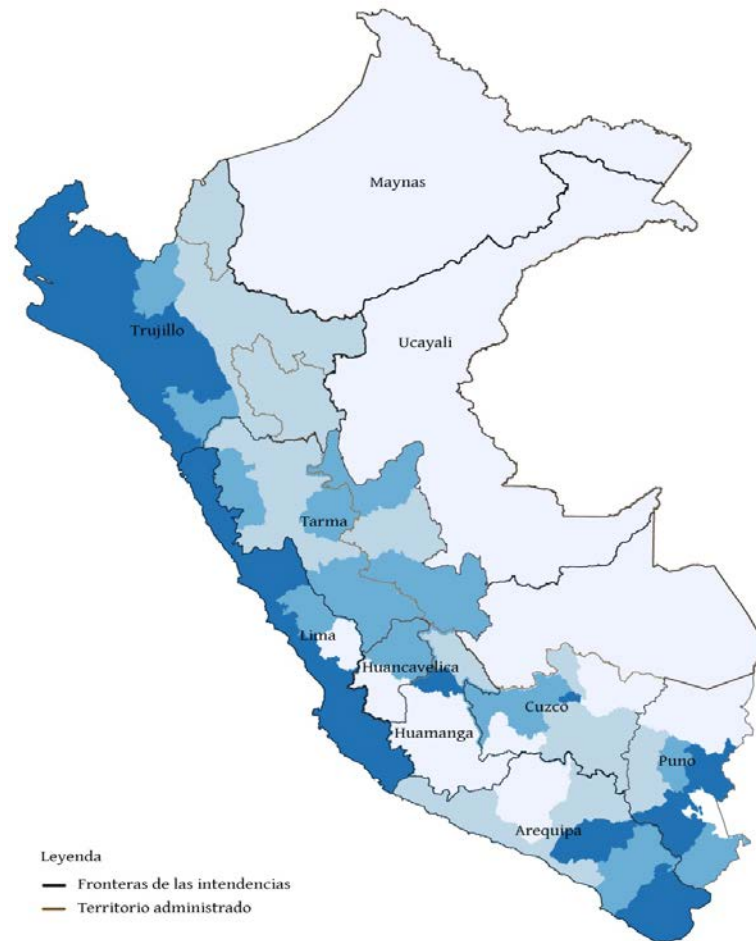 Maynas
Ucayali
Trujillo
Tarma
Lima
Huancavelica
Cuzco
Huamanga
Puno
Arequipa
Leyenda
Fronteras de las intendencias
Territorio administrado